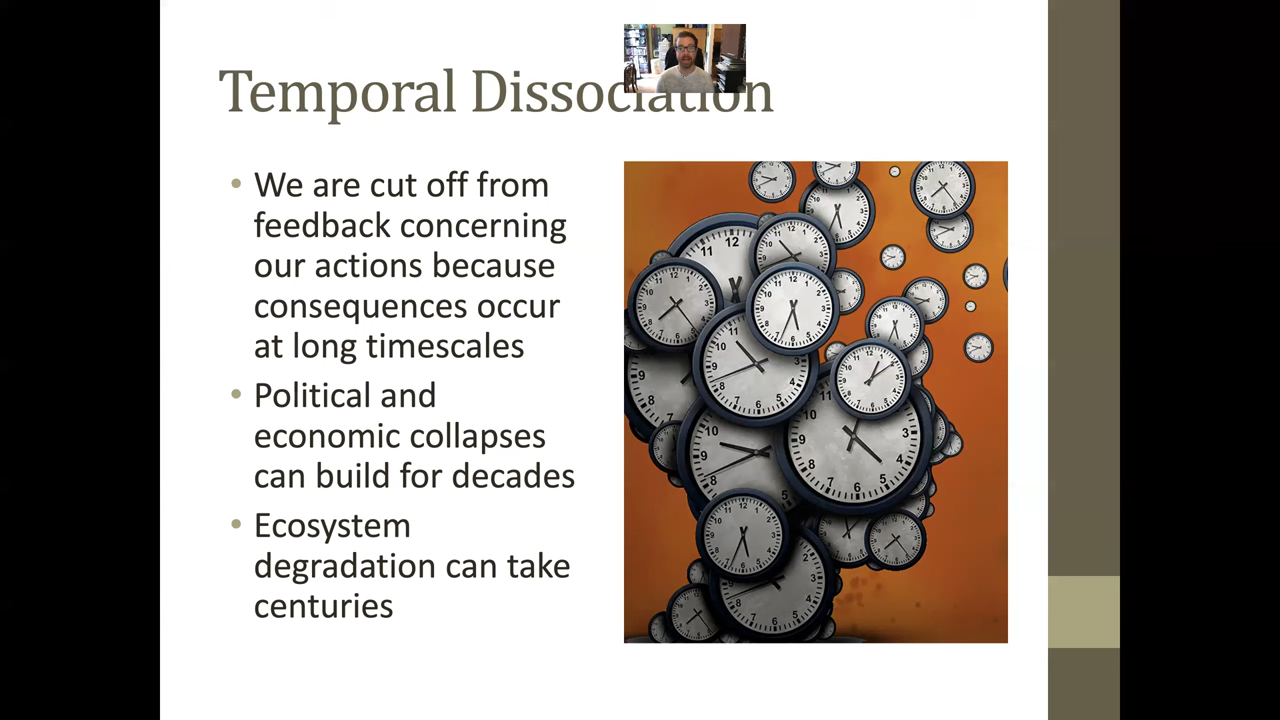 Temporal Dissociation
• We are cut off from
feedback concerning
our actions because
consequences occur
at long timescales
• Political and
economic collapses
can build for decades
• Ecosystem
degradation can take
centuries